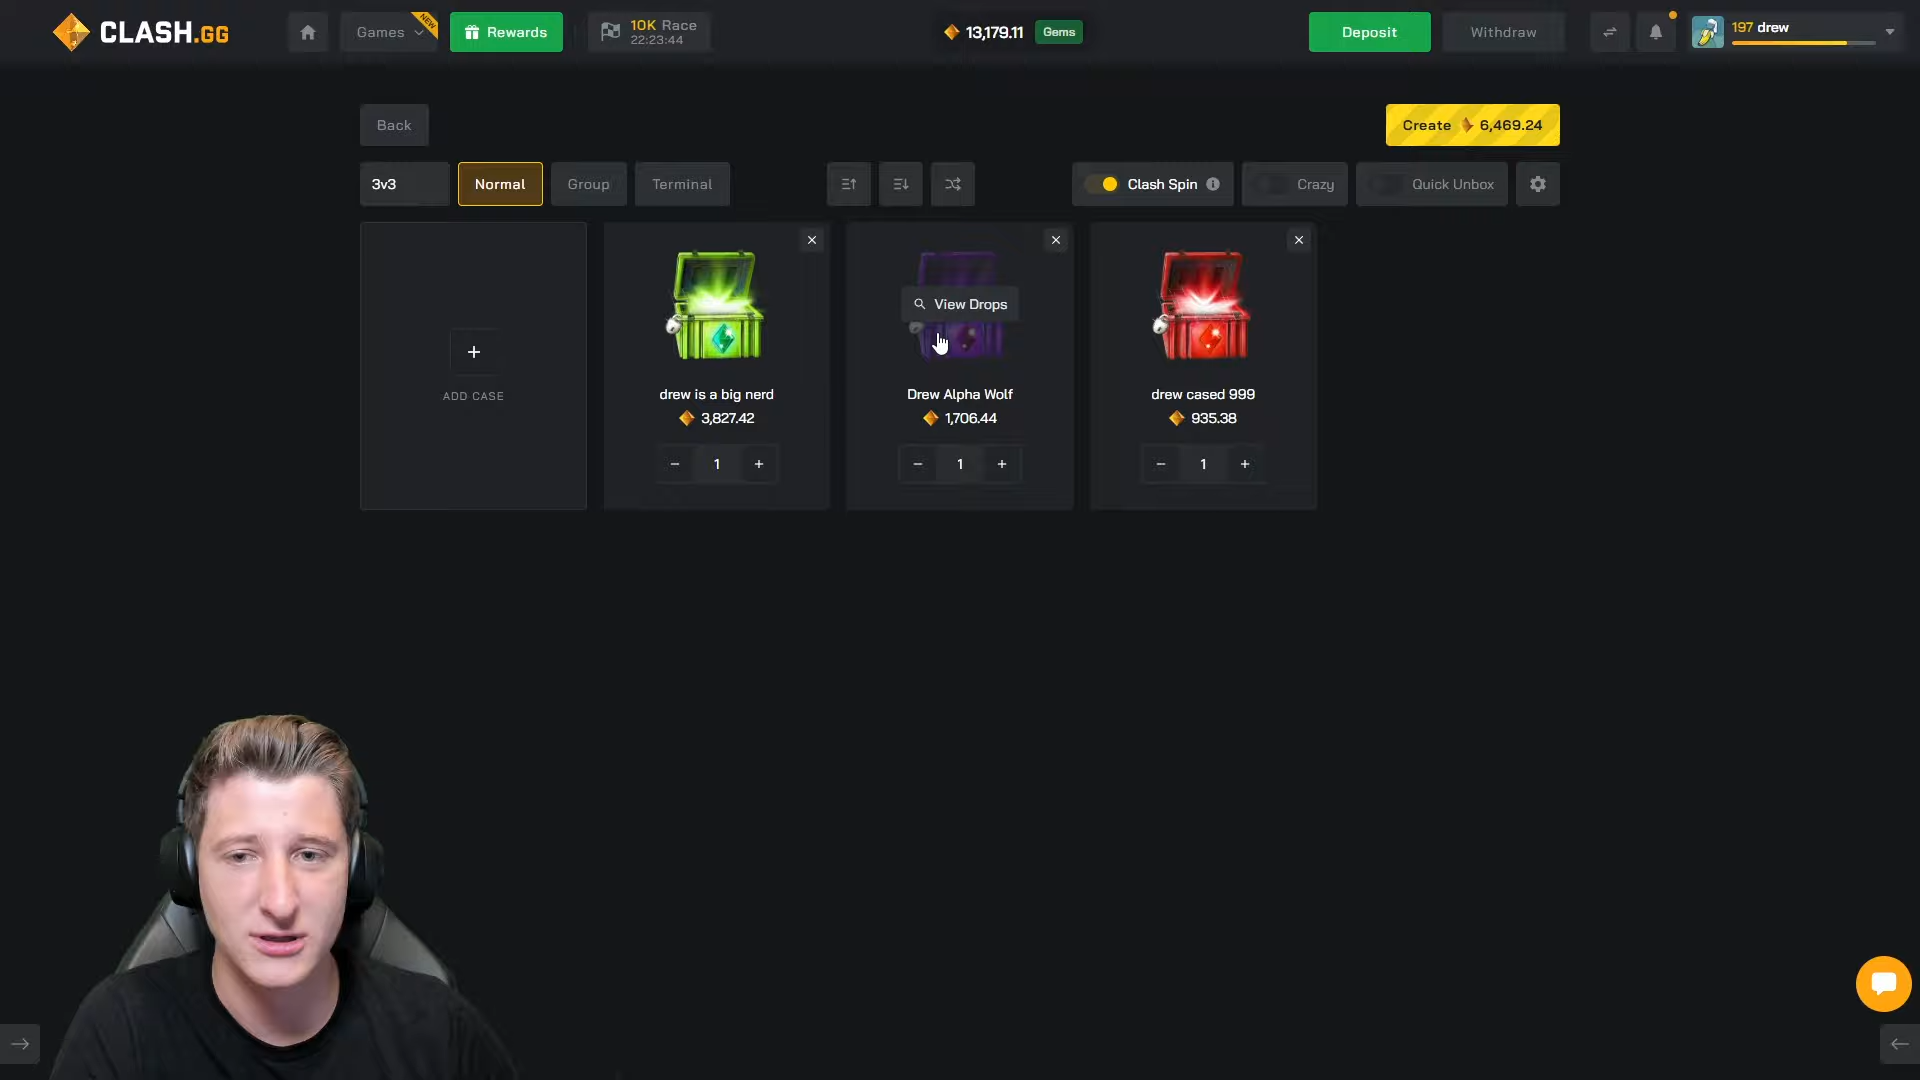 CLASH.GG
Games
NEW
Rewards
10K Race
22:23:44
13,179.11
Gems
Deposit
Withdraw
197 drew
Back
Create 6,469.24
3v3
Normal
Group
Terminal
Clash Spin
Crazy
Quick Unbox
ADD CASE
drew is a big nerd
3,827.42
1
View Drops
Drew Alpha Wolf
1,706.44
1
drew cased 999
935.38
1